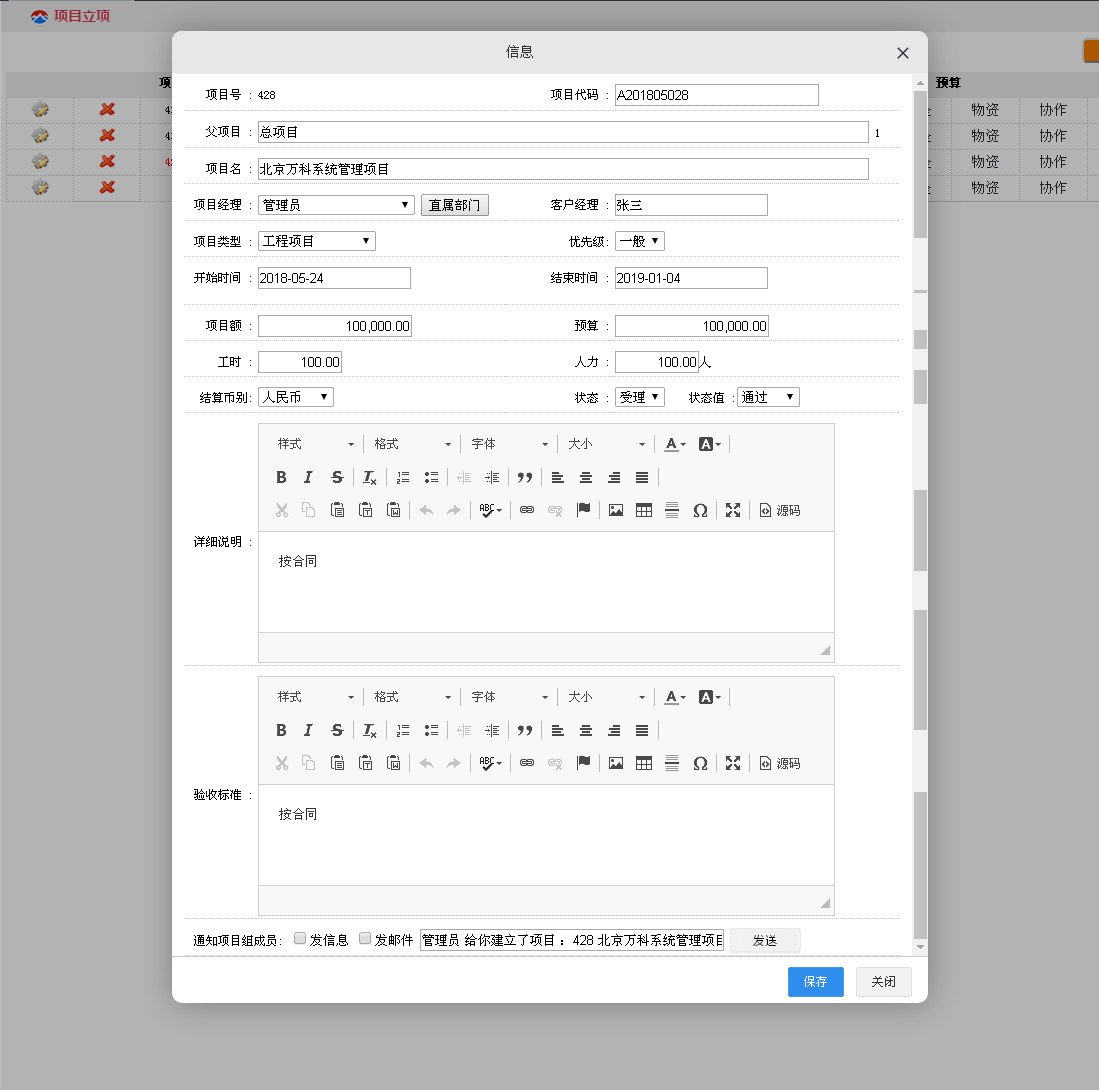 项目立项
信息
预算
项目号 : 428 项目代码 : A201805028
父项目 : 总项目 1
项目名 : 北京万科系统管理项目
项目经理 : 管理员 直属部门 客户经理 : 张三
项目类型 : 工程项目 优先级: 一般
开始时间 : 2018-05-24 结束时间 : 2019-01-04
项目额 : 100,000.00 预算 : 100,000.00
工时 : 100.00 人力 : 100.00 人
结算币别: 人民币 状态 : 受理 状态值 : 通过
物资 协作
物资 协作
物资 协作
物资 协作
样式 格式 字体 大小 A A
B I S Tx
ABC Ω 源码
详细说明 :
按合同
样式 格式 字体 大小 A A
B I S Tx
ABC Ω 源码
验收标准 :
按合同
通知项目组成员: 发信息 发邮件 管理员 给你建立了项目 : 428 北京万科系统管理项目 发送
保存 关闭